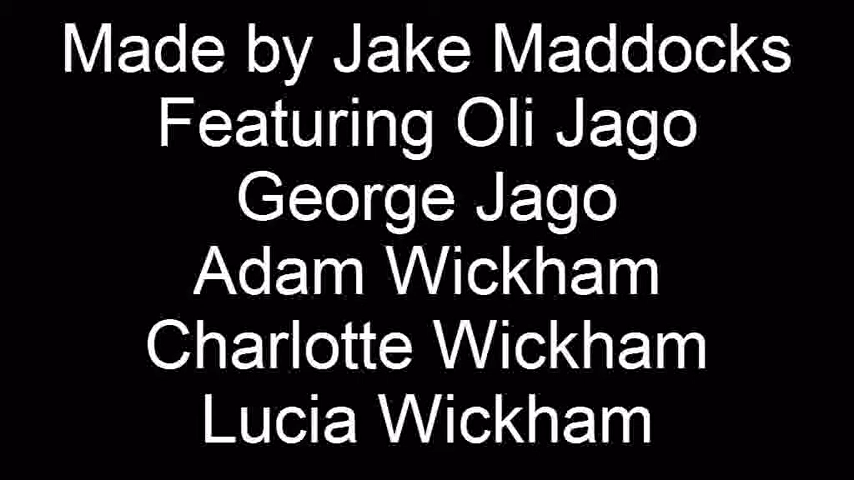 Made by Jake Maddocks
Featuring Oli Jago
George Jago
Adam Wickham
Charlotte Wickham
Lucia Wickham